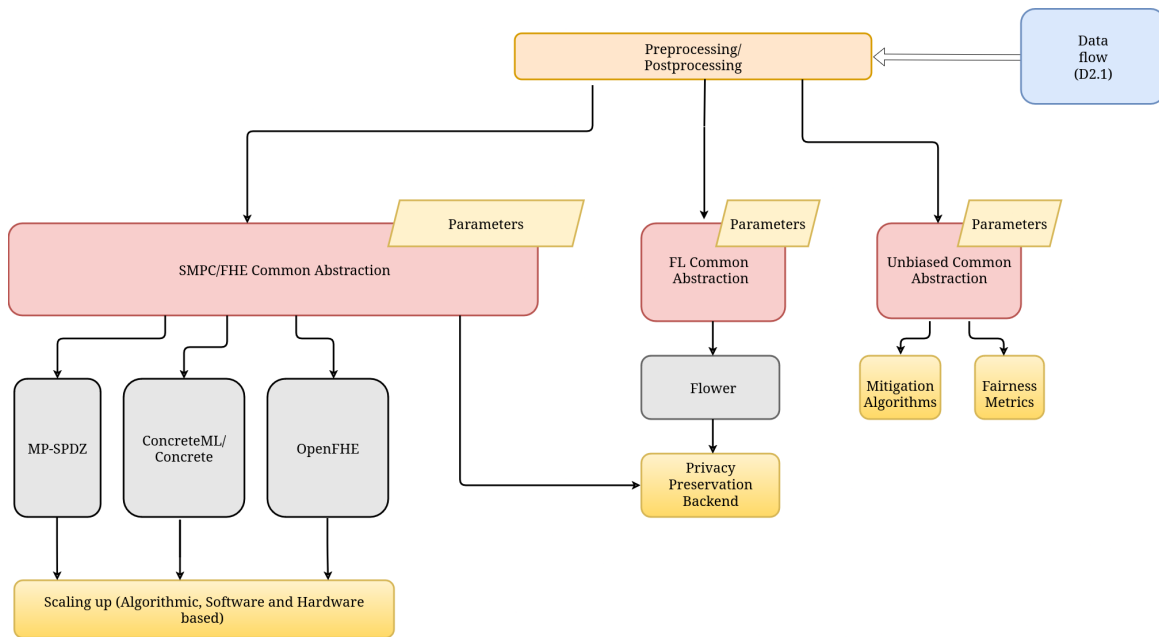 Preprocessing/
Postprocessing
Data
flow
(D2.1)
Parameters
Parameters
Parameters
SMPC/FHE Common Abstraction
FL Common
Abstraction
Unbiased Common
Abstraction
MP-SPDZ
ConcreteML/
Concrete
OpenFHE
Flower
Mitigation
Algorithms
Fairness
Metrics
Privacy
Preservation
Backend
Scaling up (Algorithmic, Software and Hardware
based)